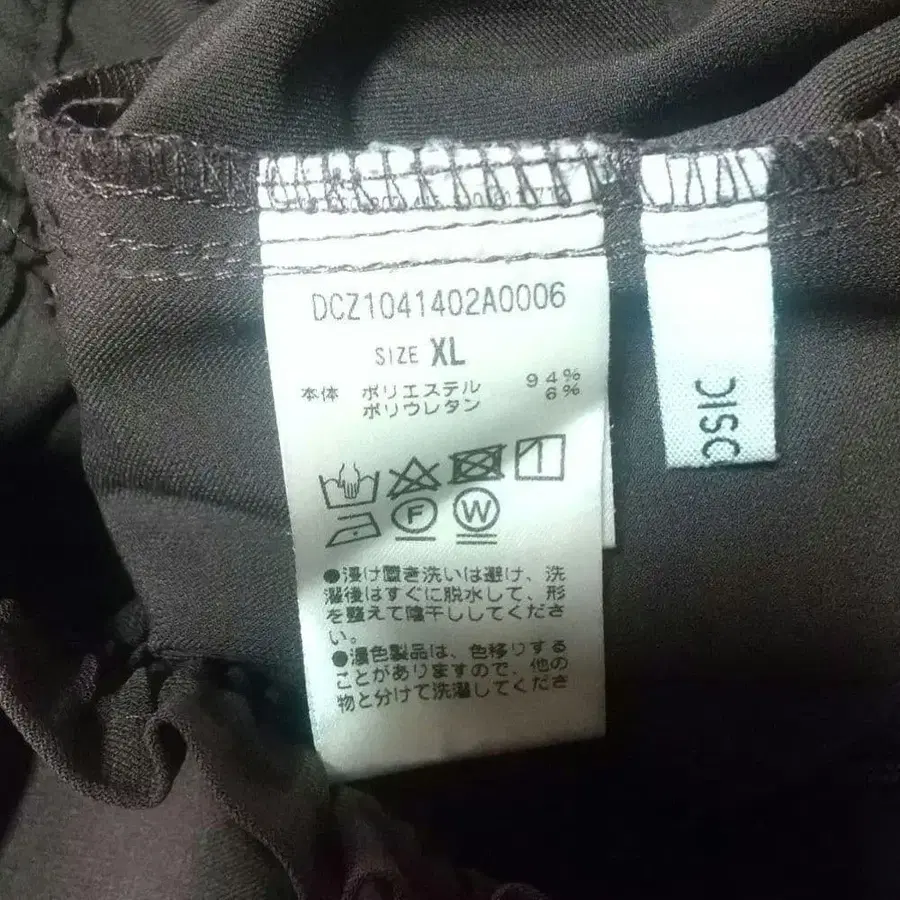 DCZ1041402A0006
SIZE XL
本体 ポリエステル 94%
ポリウレタン 6%
F W
●浸け置き洗いは避け、洗
濯後はすぐに脱水して、形
を整えて陰干ししてくださ
い。
●濃色製品は、色移りする
ことがありますので、他の
物と分けて洗濯してくださ
DISC